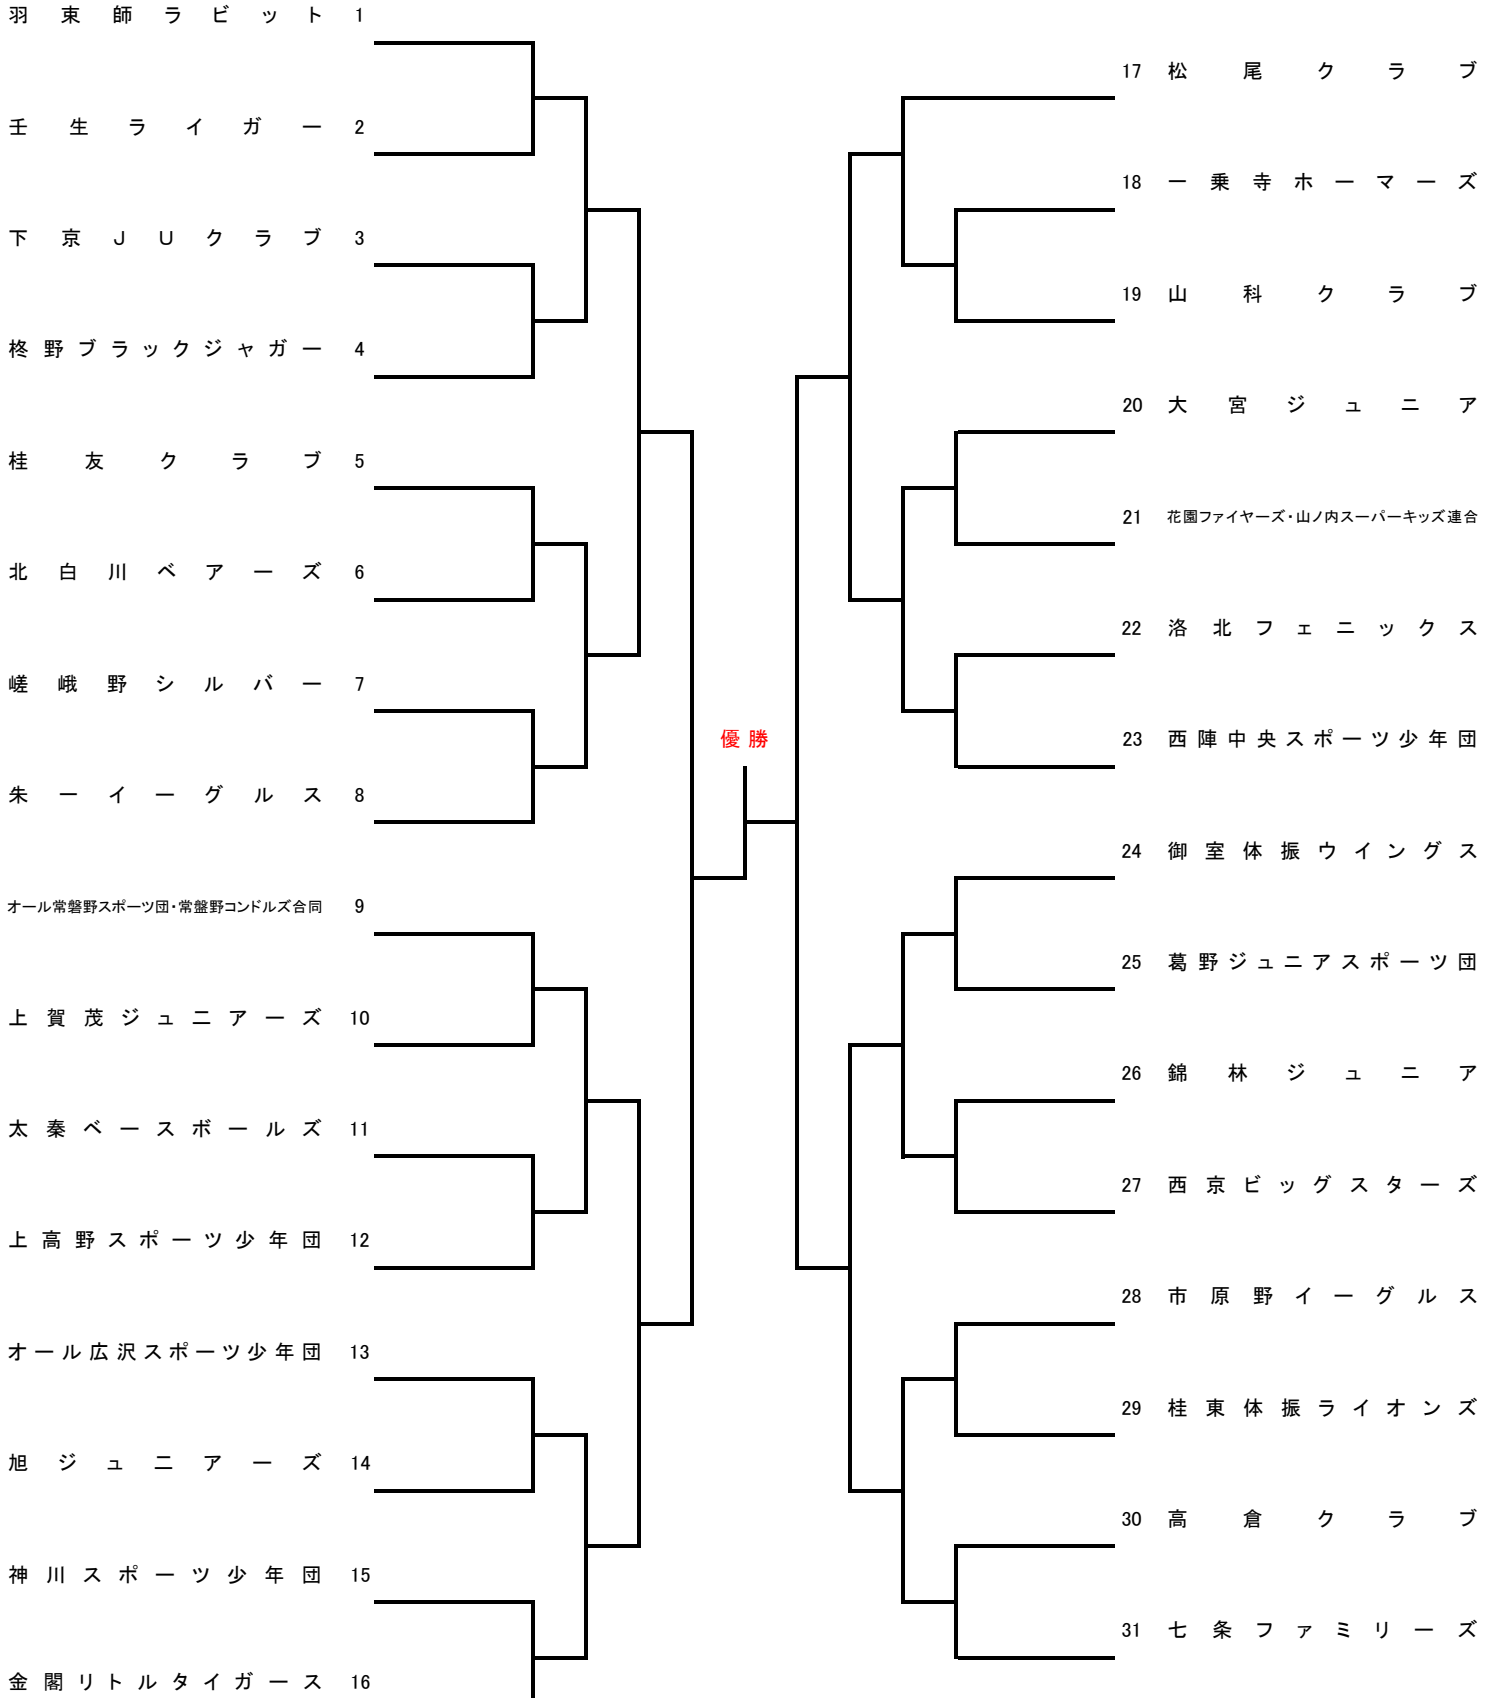 羽束師ラビット 1
壬生ライガー 2
下京JUクラブ 3
柊野ブラックジャガー 4
桂友クラブ 5
北白川ベアーズ 6
嵯峨野シルバー 7
朱一イーグルス 8
オール常磐野スポーツ団・常盤野コンドルズ合同 9
上賀茂ジュニアーズ 10
太秦ベースボールズ 11
上高野スポーツ少年団 12
オール広沢スポーツ少年団 13
旭ジュニアーズ 14
神川スポーツ少年団 15
金閣リトルタイガース 16
優勝
17 松尾クラブ
18 一乗寺ホーマーズ
19 山科クラブ
20 大宮ジュニア
21 花園ファイヤーズ・山ノ内スーパーキッズ連合
22 洛北フェニックス
23 西陣中央スポーツ少年団
24 御室体振ウイングス
25 葛野ジュニアスポーツ団
26 錦林ジュニア
27 西京ビッグスターズ
28 市原野イーグルス
29 桂東体振ライオンズ
30 高倉クラブ
31 七条ファミリーズ